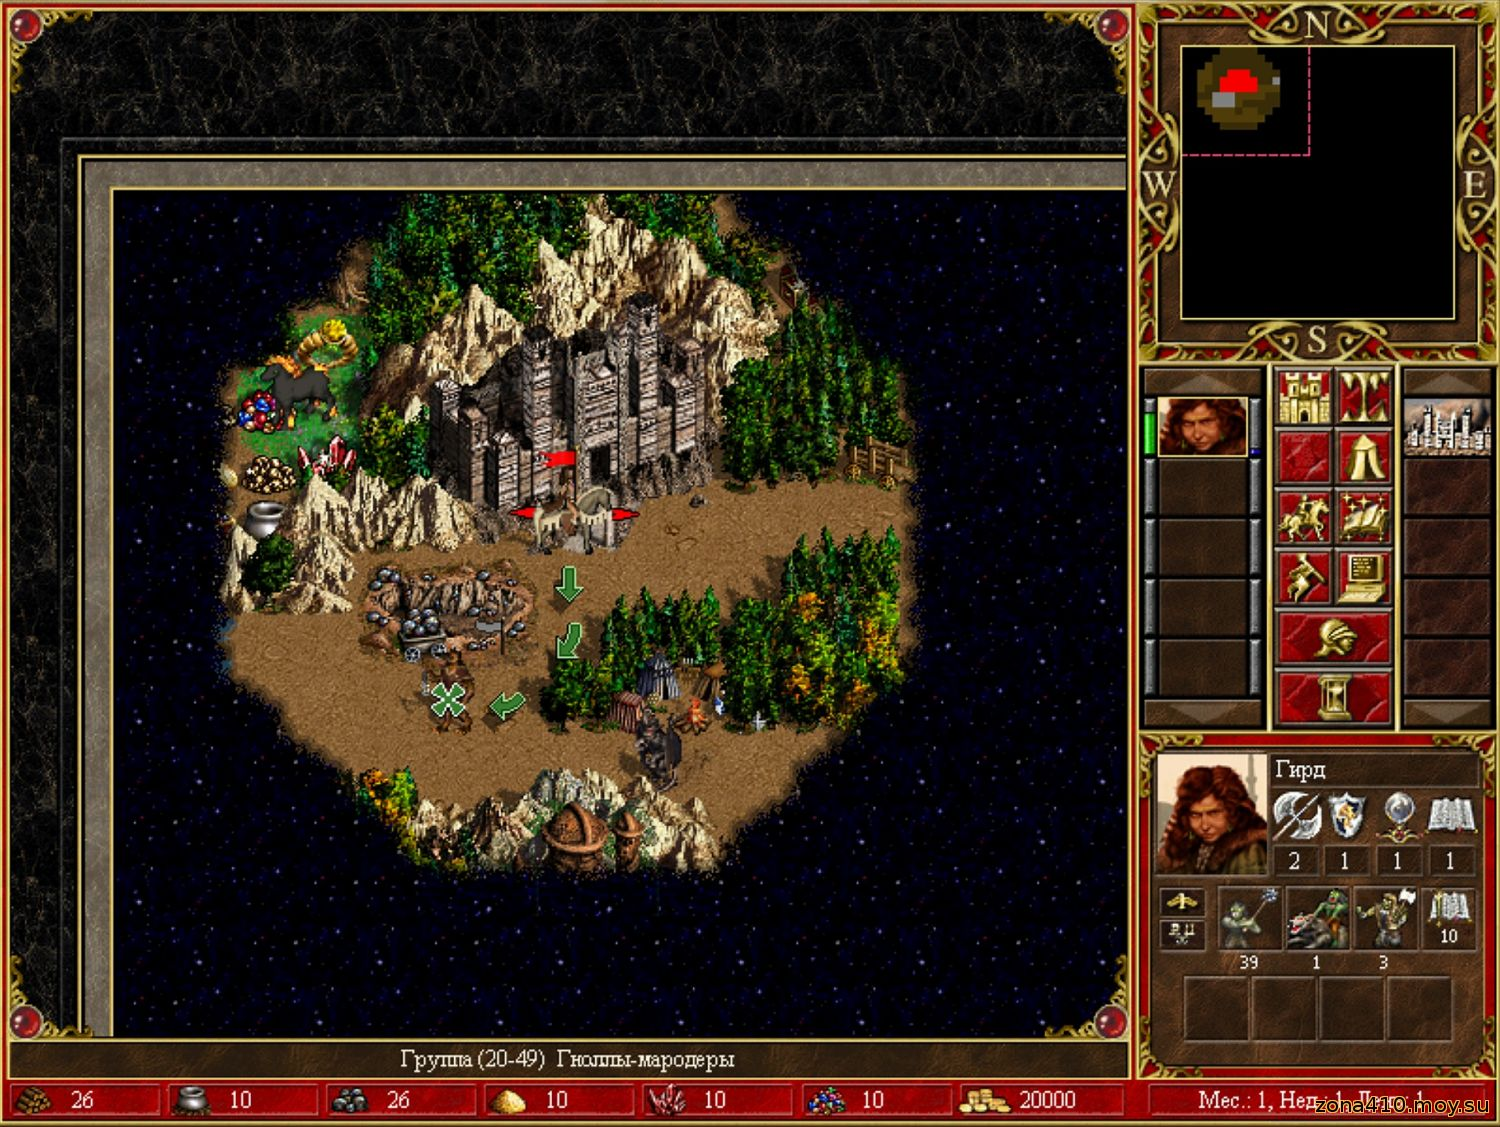 N
W
E
S
Гирд
2
1
1
1
10
39
1
3
Группа (20-49) Гноллы-мародеры
26
10
26
10
10
10
20000
Мес.: 1, Нед.: 1, День: 1
zona410.moy.su